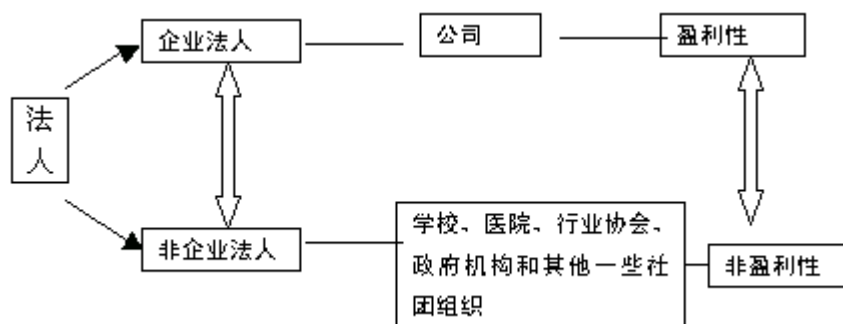 企业法人
公司
盈利性
法
人
非企业法人
学校、医院、行业协会、
政府机构和其他一些社
团组织
非盈利性